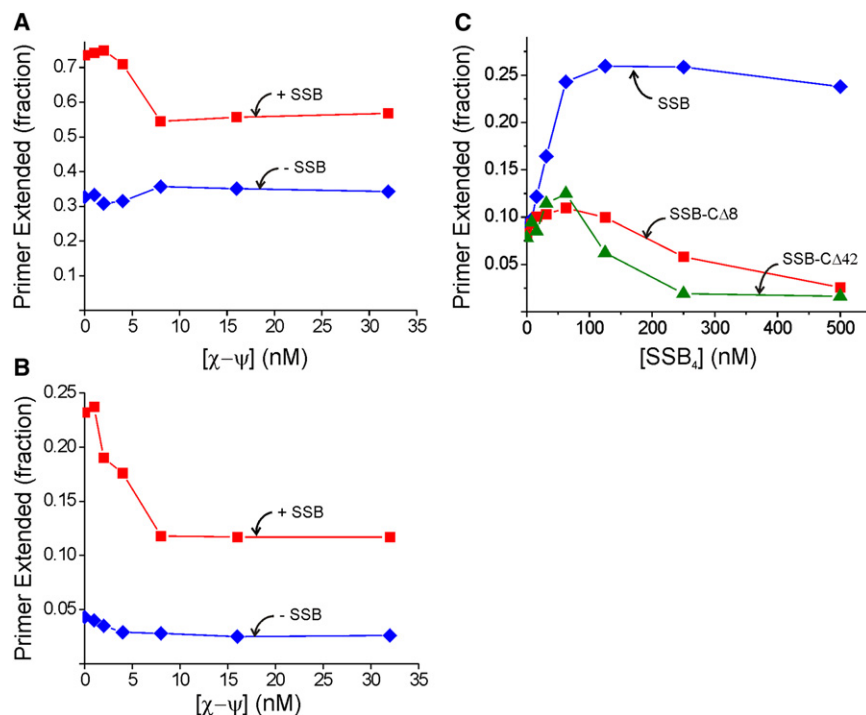 A
Primer Extended (fraction)
0.7
0.6
0.5
0.4
0.3
0.2
0.1
+ SSB
- SSB
0 5 10 15 20 25 30 35
[χ–ψ] (nM)
B
Primer Extended (fraction)
0.25
0.20
0.15
0.10
0.05
+ SSB
- SSB
0 5 10 15 20 25 30 35
[χ–ψ] (nM)
C
Primer Extended (fraction)
0.25
0.20
0.15
0.10
0.05
SSB
SSB-CΔ8
SSB-CΔ42
0 100 200 300 400 500
[SSB₄] (nM)